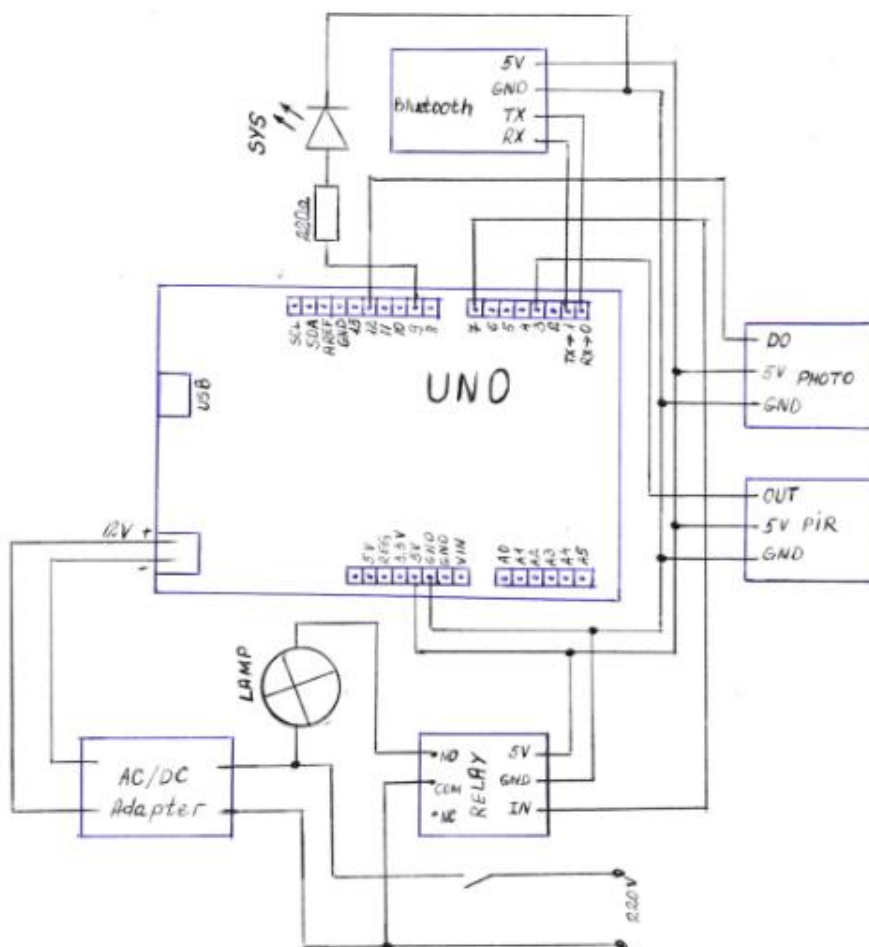 5V
GND
Bluetooth
TX
RX
SYS
220Ω
SCL
SDA
AREF
GND
13
12
11
10
9
8
7
6
5
4
3
2
TX→1
RX→0
USB
UNO
DO
5V PHOTO
GND
OUT
5V PiR
GND
12V +
-
5V
RES
3.3V
5V
GND
GND
VIN
A0
A1
A2
A3
A4
A5
LAMP
AC/DC
Adapter
NO
COM
NC
RELAY
5V
GND
IN
220V